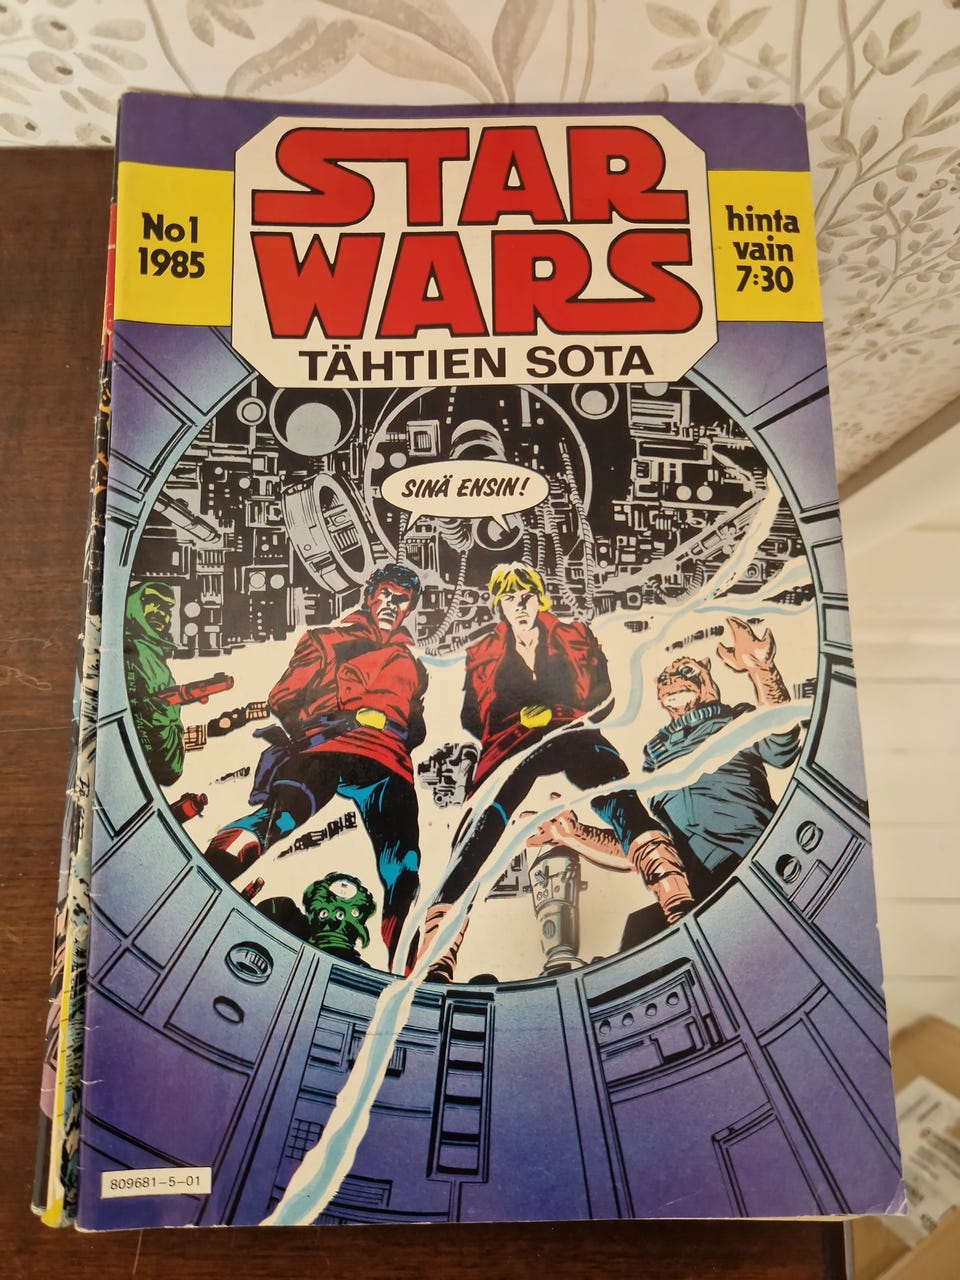 STAR
WARS
TÄHTIEN SOTA
No1
1985
hinta
vain
7:30
SINÄ ENSIN!
809681-5-01